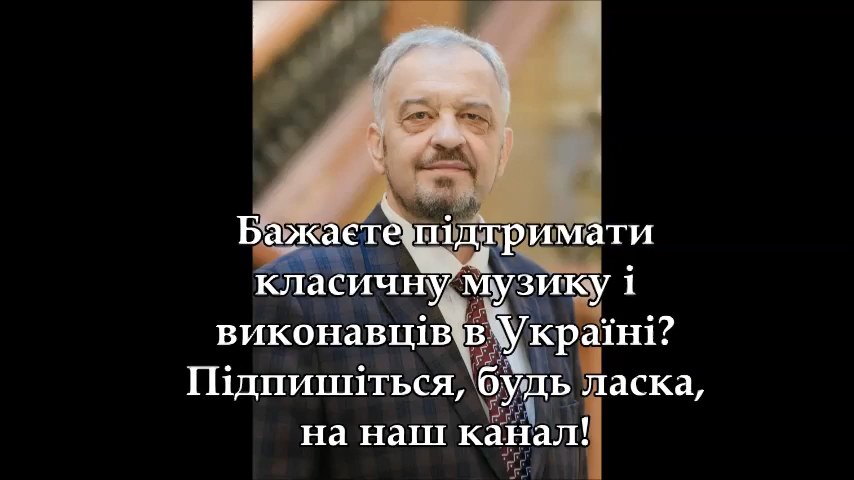 Бажаєте підтримати
класичну музику і
виконавців в Україні?
Підпишіться, будь ласка,
на наш канал!